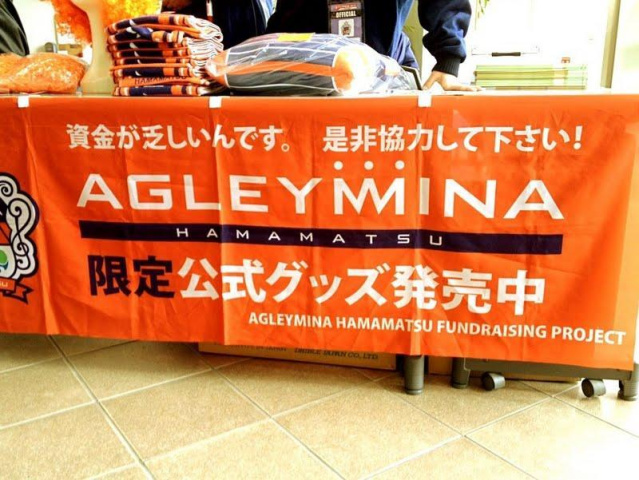 OFFICIAL
資金が乏しいんです。 是非協力して下さい!
AGLEYMINA
HAMAMATSU
限定公式グッズ発売中
AGLEYMINA HAMAMATSU FUNDRAISING PROJECT